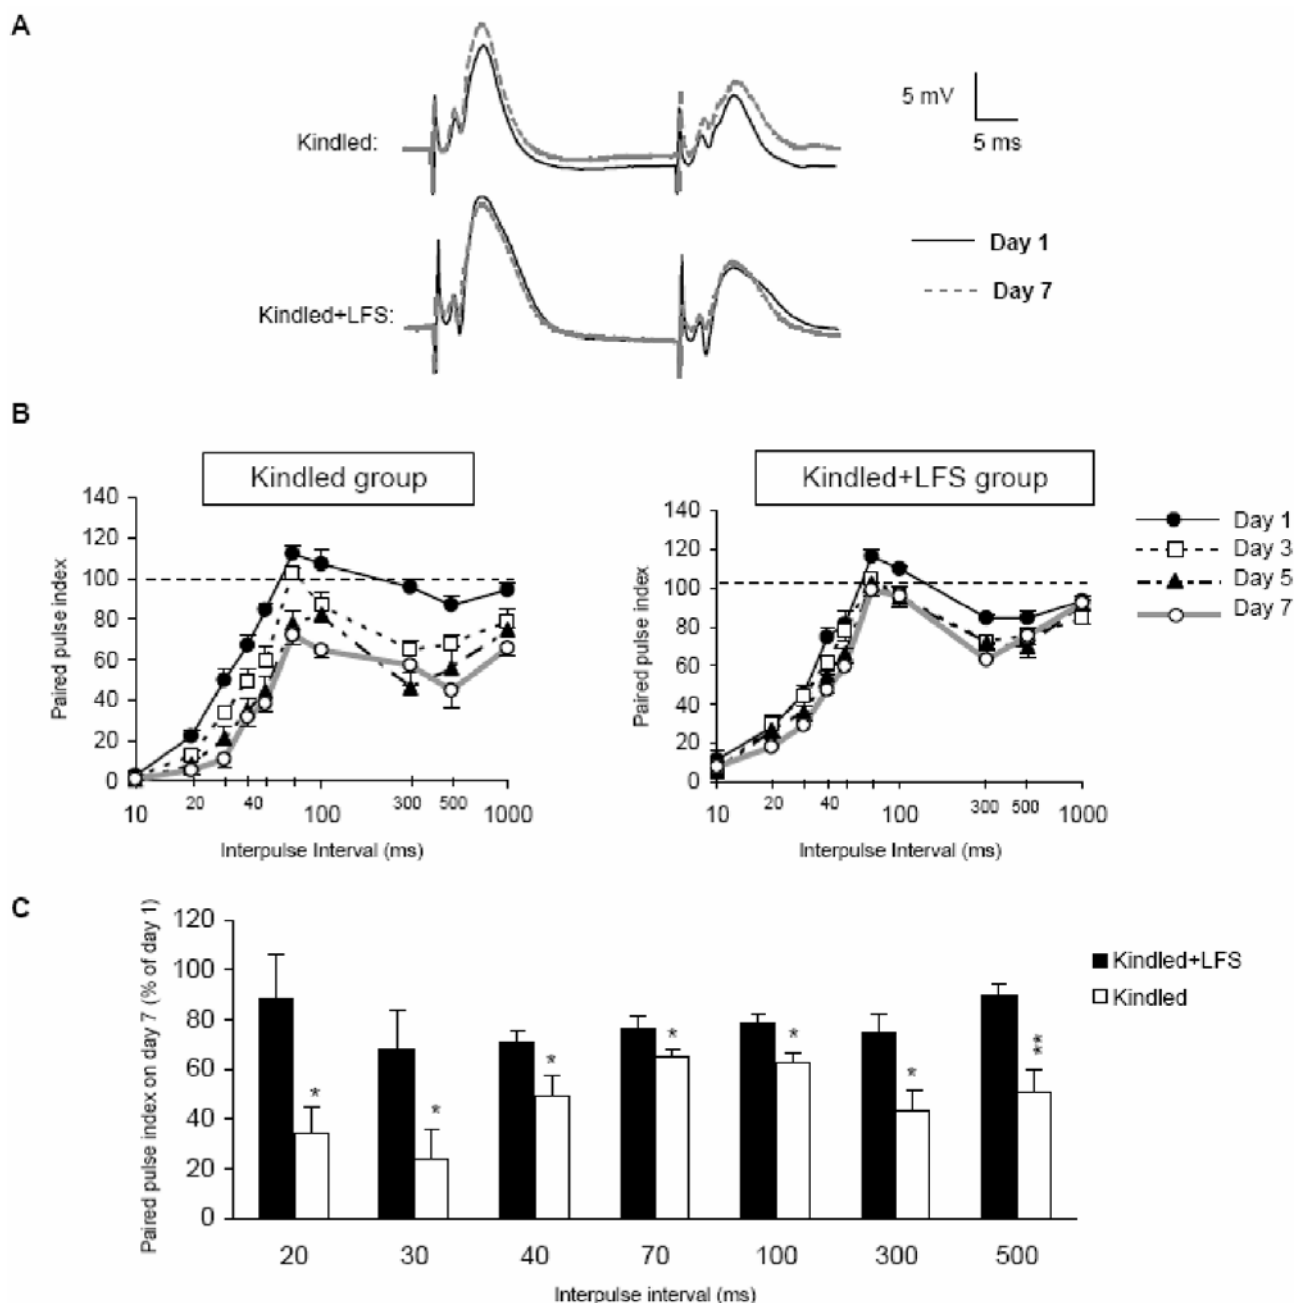 A
Kindled:
5 mV
5 ms
Day 1
Kindled+LFS:
Day 7
B
Kindled group
Kindled+LFS group
Paired pulse index
140
120
100
80
60
40
20
0
10
20
40
100
300
500
1000
Interpulse Interval (ms)
Paired pulse index
140
120
100
80
60
40
20
0
10
20
40
100
300
500
1000
Interpulse Interval (ms)
Day 1
Day 3
Day 5
Day 7
C
Paired pulse index on day 7 (% of day 1)
120
100
80
60
40
20
0
*
*
*
*
*
*
**
Kindled+LFS
Kindled
20
30
40
70
100
300
500
Interpulse interval (ms)